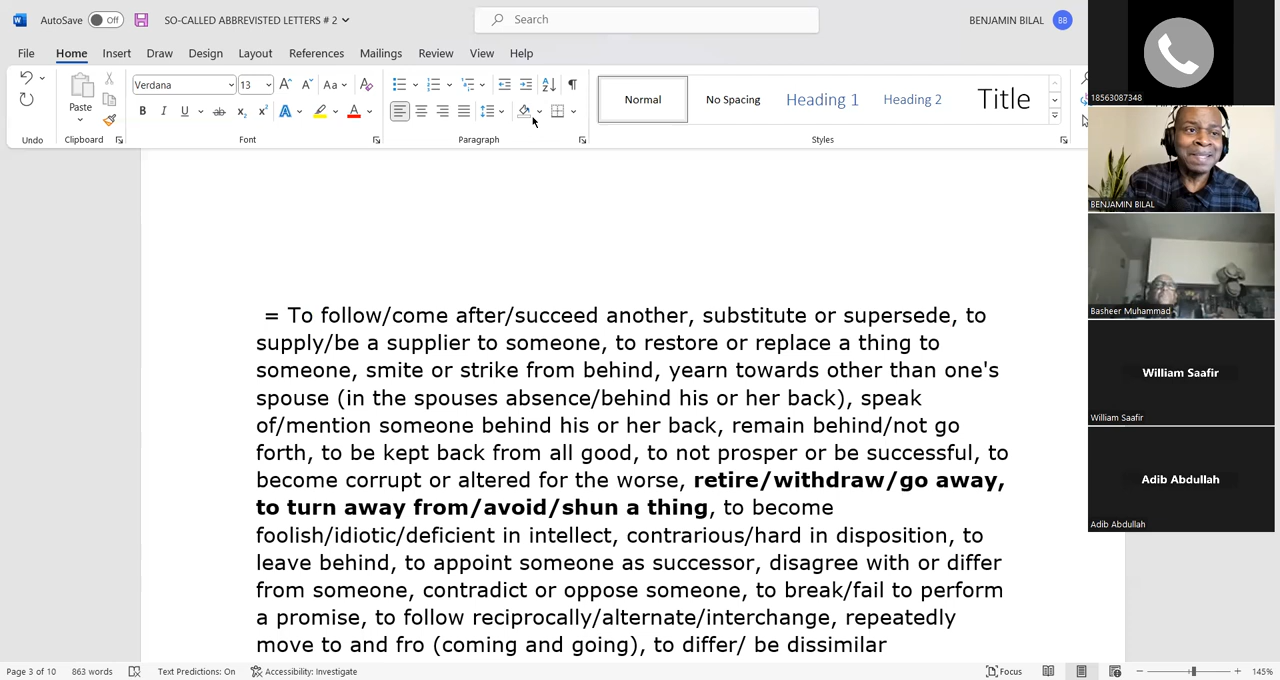 AutoSave Off SO-CALLED ABBREVISTED LETTERS # 2 Search BENJAMIN BILAL BB
File Home Insert Draw Design Layout References Mailings Review View Help
Verdana 13 Aa
Paste
B I U ab x₂ x² A A
Normal No Spacing Heading 1 Heading 2 Title
Undo Clipboard Font Paragraph Styles
= To follow/come after/succeed another, substitute or supersede, to
supply/be a supplier to someone, to restore or replace a thing to
someone, smite or strike from behind, yearn towards other than one's
spouse (in the spouses absence/behind his or her back), speak
of/mention someone behind his or her back, remain behind/not go
forth, to be kept back from all good, to not prosper or be successful, to
become corrupt or altered for the worse, retire/withdraw/go away,
to turn away from/avoid/shun a thing, to become
foolish/idiotic/deficient in intellect, contrarious/hard in disposition, to
leave behind, to appoint someone as successor, disagree with or differ
from someone, contradict or oppose someone, to break/fail to perform
a promise, to follow reciprocally/alternate/interchange, repeatedly
move to and fro (coming and going), to differ/ be dissimilar
18563087348
BENJAMIN BILAL
Basheer Muhammad
William Saafir
William Saafir
Adib Abdullah
Adib Abdullah
Page 3 of 10 863 words Text Predictions: On Accessibility: Investigate Focus 145%